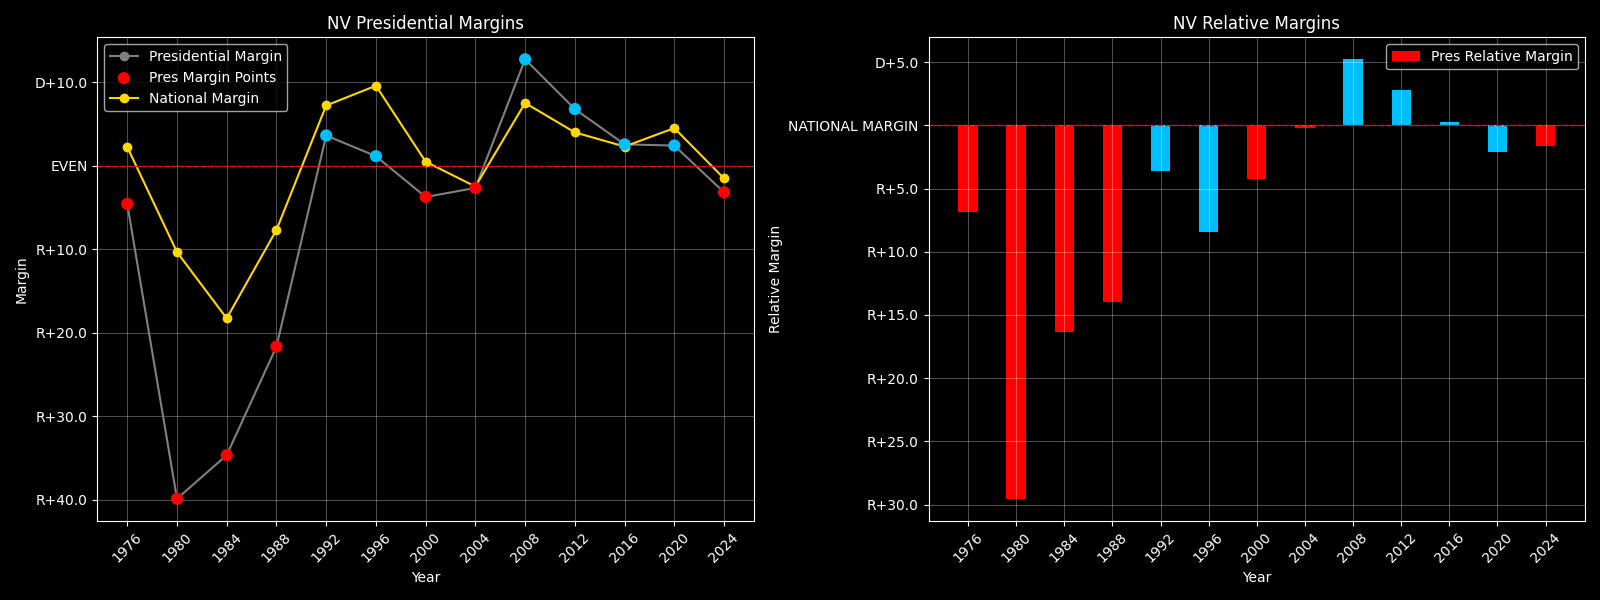 NV Presidential Margins
Presidential Margin
Pres Margin Points
National Margin
D+10.0
EVEN
R+10.0
R+20.0
R+30.0
R+40.0
Margin
1976
1980
1984
1988
1992
1996
2000
2004
2008
2012
2016
2020
2024
Year
NV Relative Margins
Pres Relative Margin
D+5.0
NATIONAL MARGIN
R+5.0
R+10.0
R+15.0
R+20.0
R+25.0
R+30.0
Relative Margin
1976
1980
1984
1988
1992
1996
2000
2004
2008
2012
2016
2020
2024
Year